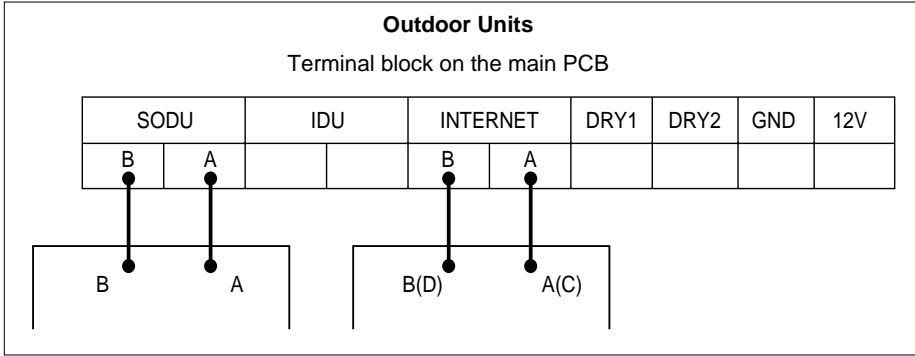 Outdoor Units
Terminal block on the main PCB
SODU IDU INTERNET DRY1 DRY2 GND 12V
B A B A
B A B(D) A(C)